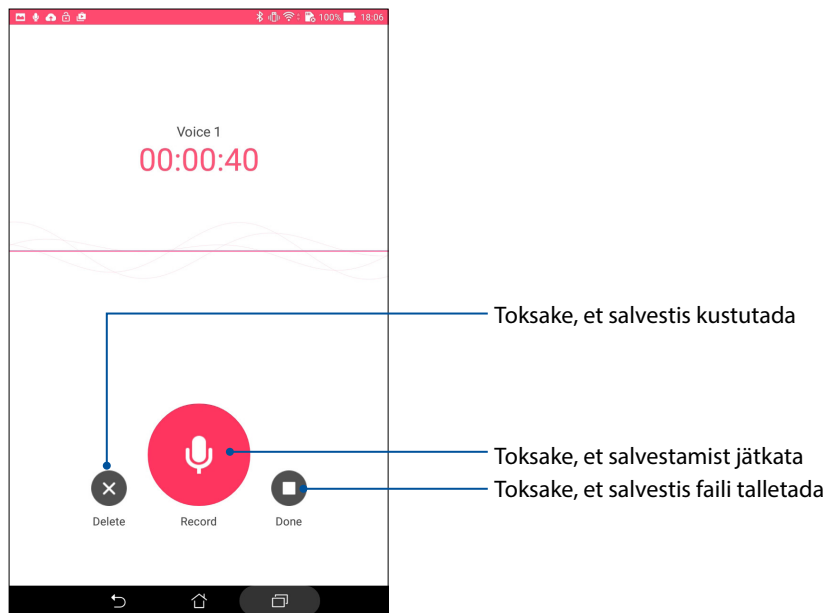 100% 18:06
Voice 1
00:00:40
Toksake, et salvestis kustutada
Toksake, et salvestamist jätkata
Toksake, et salvestis faili talletada
Delete Record Done